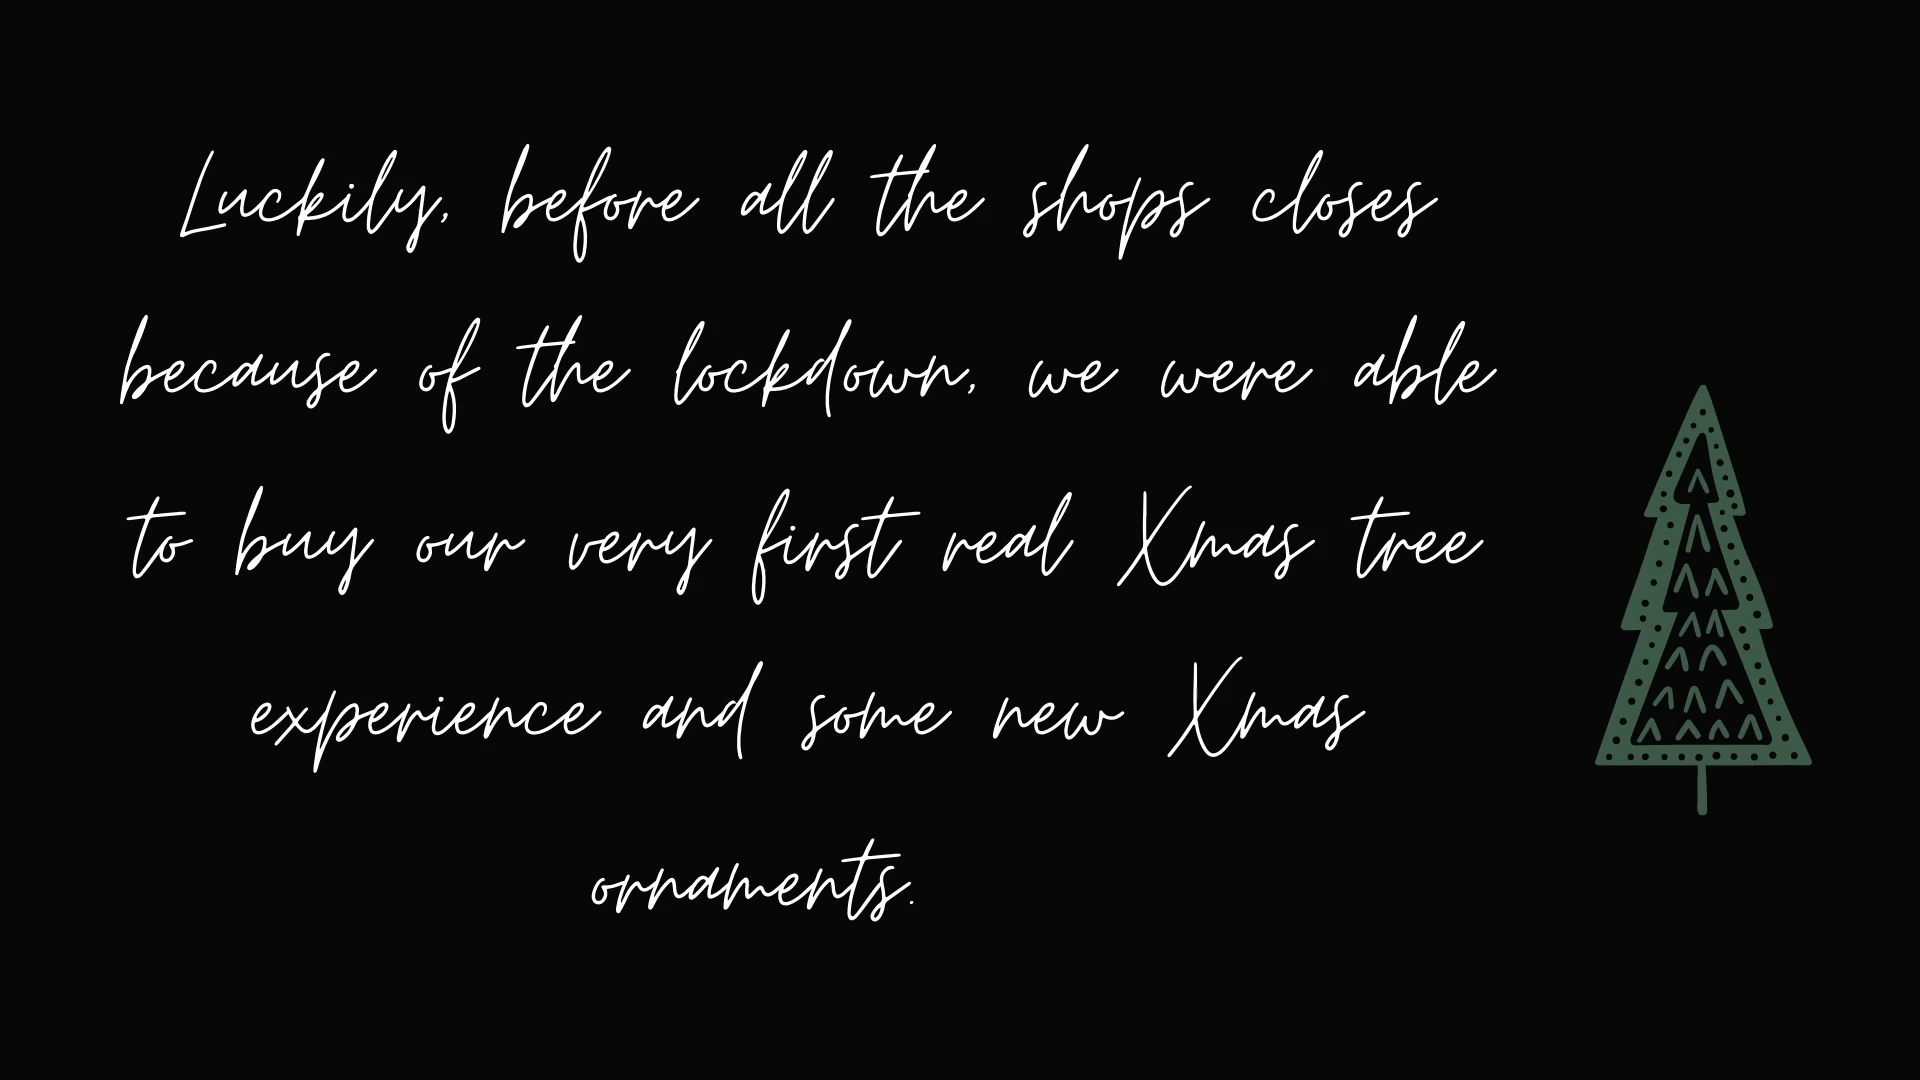 Luckily, before all the shops closes
because of the lockdown, we were able
to buy our very first real Xmas tree
experience and some new Xmas
ornaments.